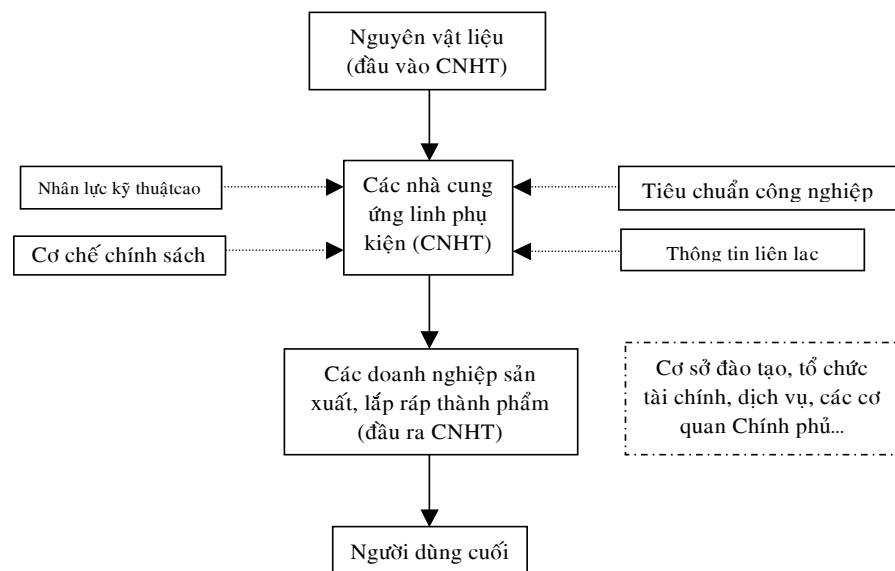 Nguyên vật liệu
(đầu vào CNHT)
Nhân lực kỹ thuatcao
Các nhà cung
ứng linh phụ
kiện (CNHT)
Tiêu chuẩn công nghiệp
Cơ chế chính sách
Thông tin liên lac
Các doanh nghiệp sản
xuất, lắp ráp thành phẩm
(đầu ra CNHT)
Cơ sở đào tạo, tổ chức
tài chính, dịch vụ, các cơ
quan Chính phủ...
Người dùng cuối